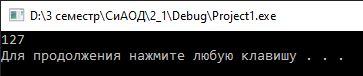 D:\3 семестр\СиАОД\2_1\Debug\Project1.exe
127
Для продолжения нажмите любую клавишу . . .